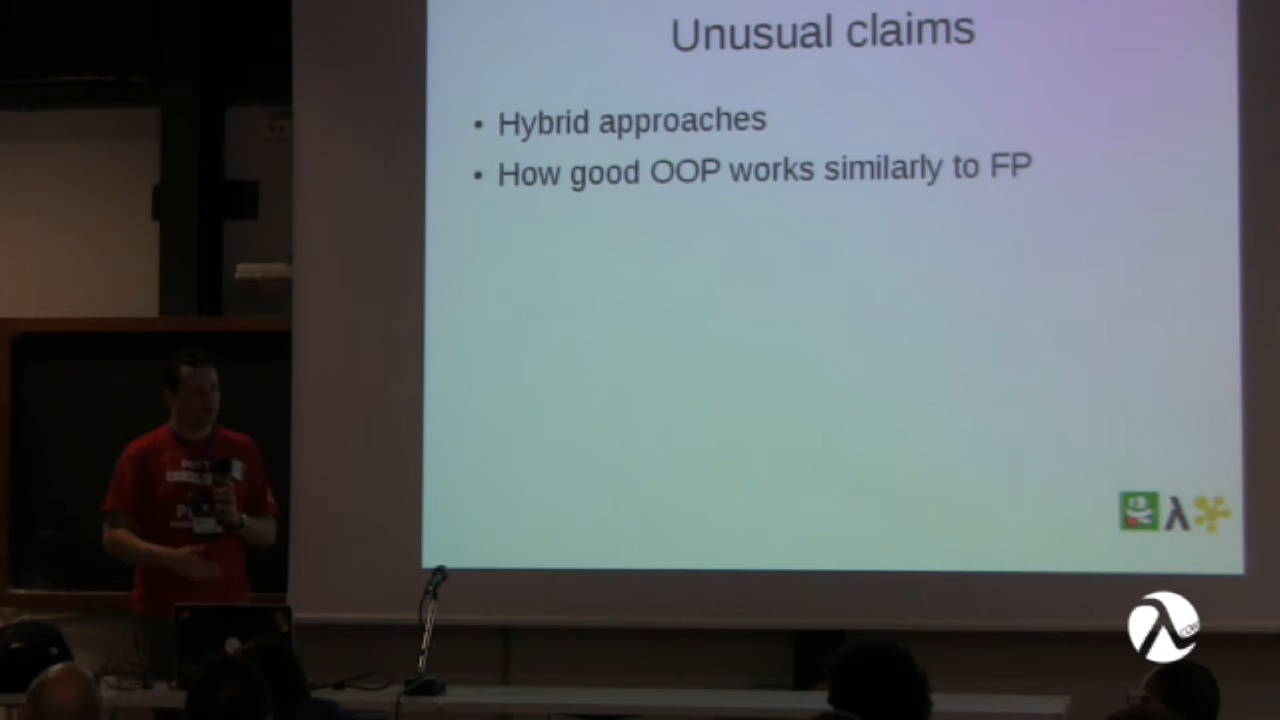 Unusual claims
• Hybrid approaches
• How good OOP works similarly to FP
λ
λ